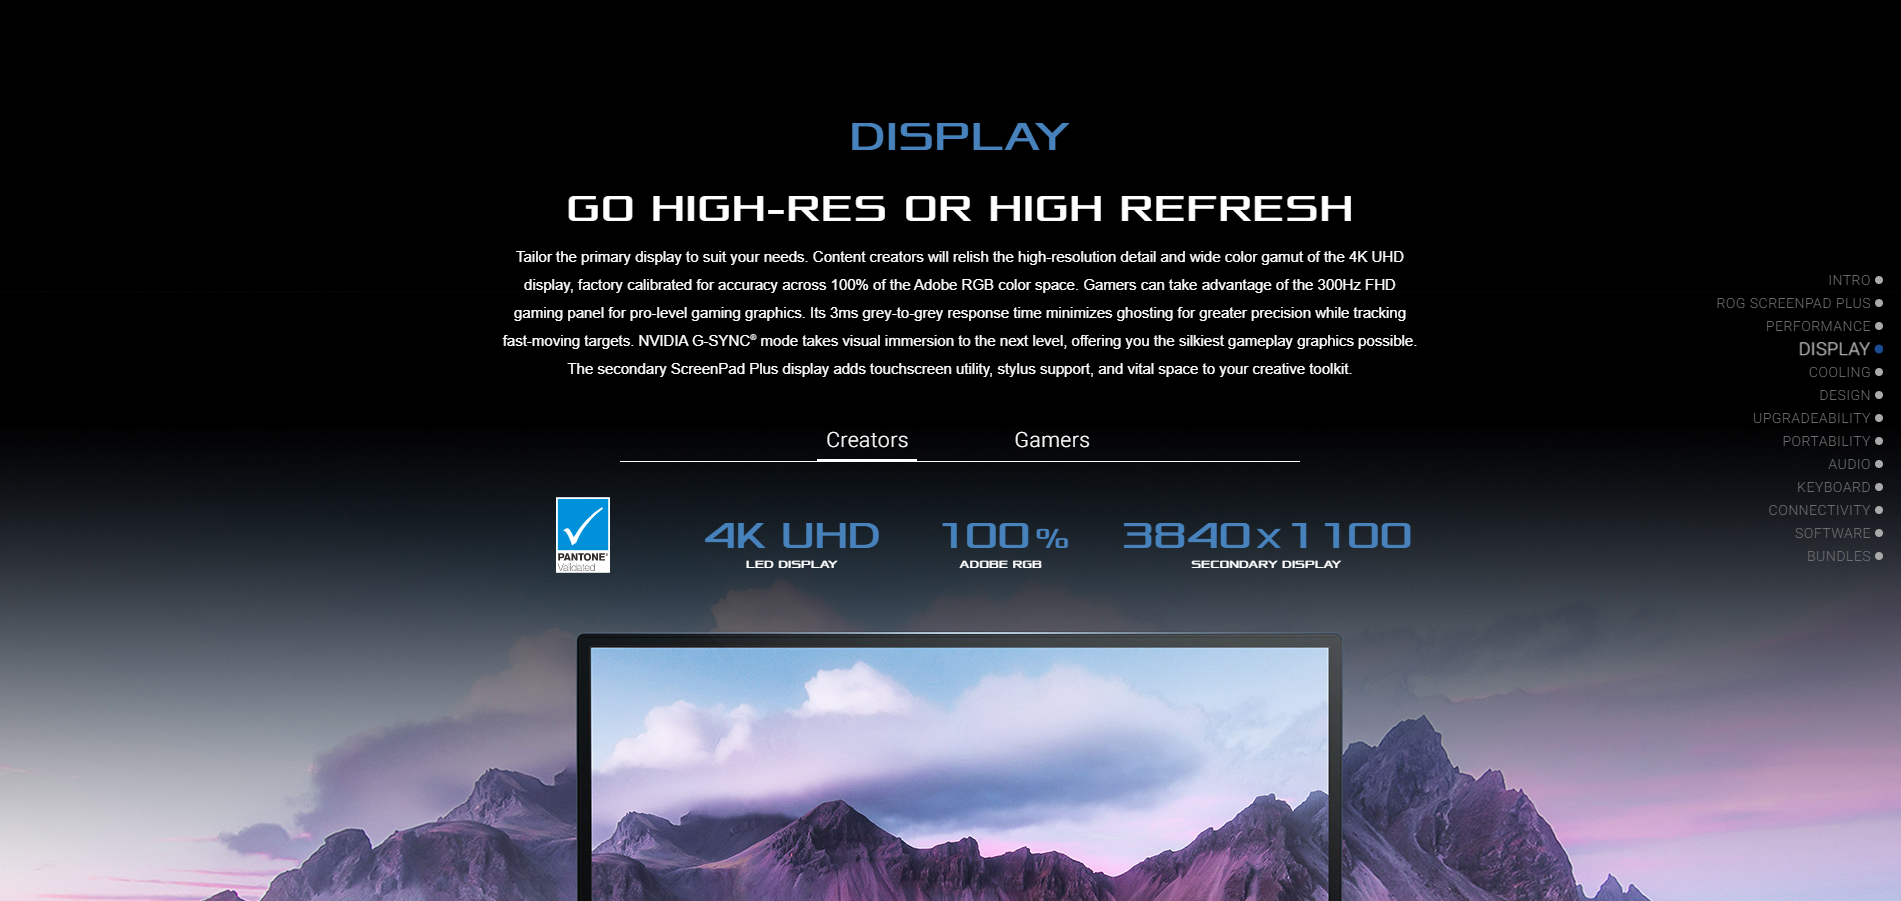 DISPLAY
GO HIGH-RES OR HIGH REFRESH
Tailor the primary display to suit your needs. Content creators will relish the high-resolution detail and wide color gamut of the 4K UHD
display, factory calibrated for accuracy across 100% of the Adobe RGB color space. Gamers can take advantage of the 300Hz FHD
gaming panel for pro-level gaming graphics. Its 3ms grey-to-grey response time minimizes ghosting for greater precision while tracking
fast-moving targets. NVIDIA G-SYNC® mode takes visual immersion to the next level, offering you the silkiest gameplay graphics possible.
The secondary ScreenPad Plus display adds touchscreen utility, stylus support, and vital space to your creative toolkit.
Creators Gamers
PANTONE®
Validated
4K UHD
LED DISPLAY
100%
ADOBE RGB
3840x1100
SECONDARY DISPLAY
INTRO
ROG SCREENPAD PLUS
PERFORMANCE
DISPLAY
COOLING
DESIGN
UPGRADEABILITY
PORTABILITY
AUDIO
KEYBOARD
CONNECTIVITY
SOFTWARE
BUNDLES